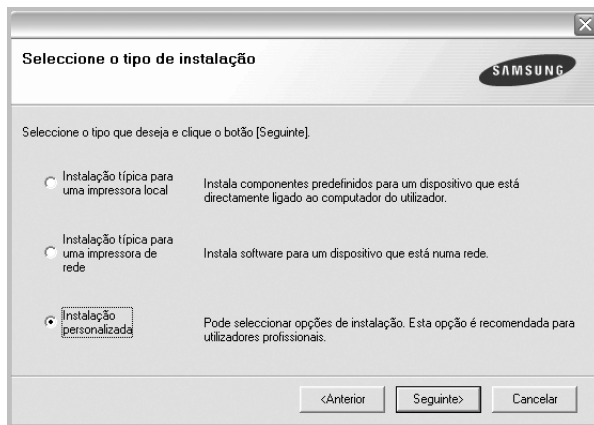 Seleccione o tipo de instalação
SAMSUNG
Seleccione o tipo que deseja e clique o botão [Seguinte].
Instalação típica para
uma impressora local
Instala componentes predefinidos para um dispositivo que está
directamente ligado ao computador do utilizador.
Instalação típica para
uma impressora de
rede
Instala software para um dispositivo que está numa rede.
Instalação
personalizada
Pode seleccionar opções de instalação. Esta opção é recomendada para
utilizadores profissionais.
<Anterior
Seguinte>
Cancelar